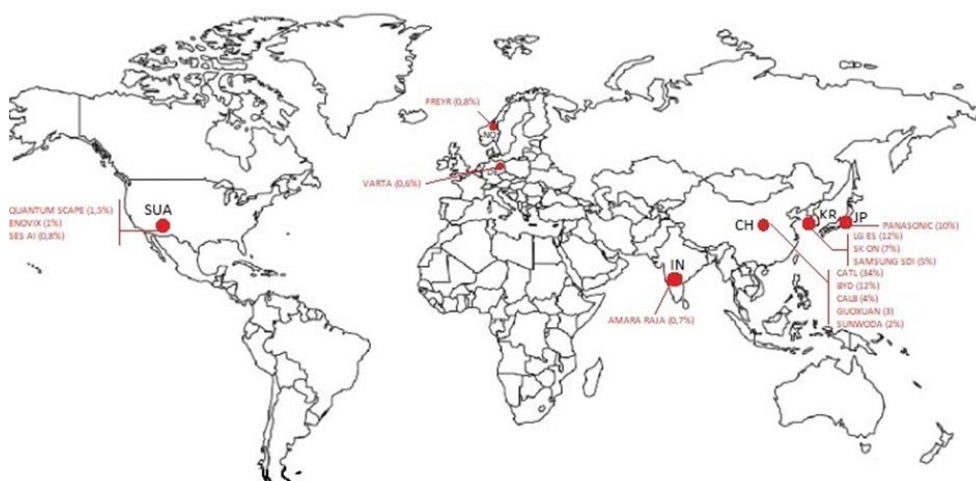 FREYR (0,8%)
NO
VARTA (0,6%)
DE
QUANTUM SCAPE (1,5%)
ENOVIX (1%)
SES AI (0,8%)
SUA
CH
KR
JP
IN
AMARA RAJA (0,7%)
PANASONIC (10%)
LG ES (12%)
SK ON (7%)
SAMSUNG SDI (5%)
CATL (34%)
BYD (12%)
CALB (4%)
GUOXUAN (3)
SUNWODA (2%)